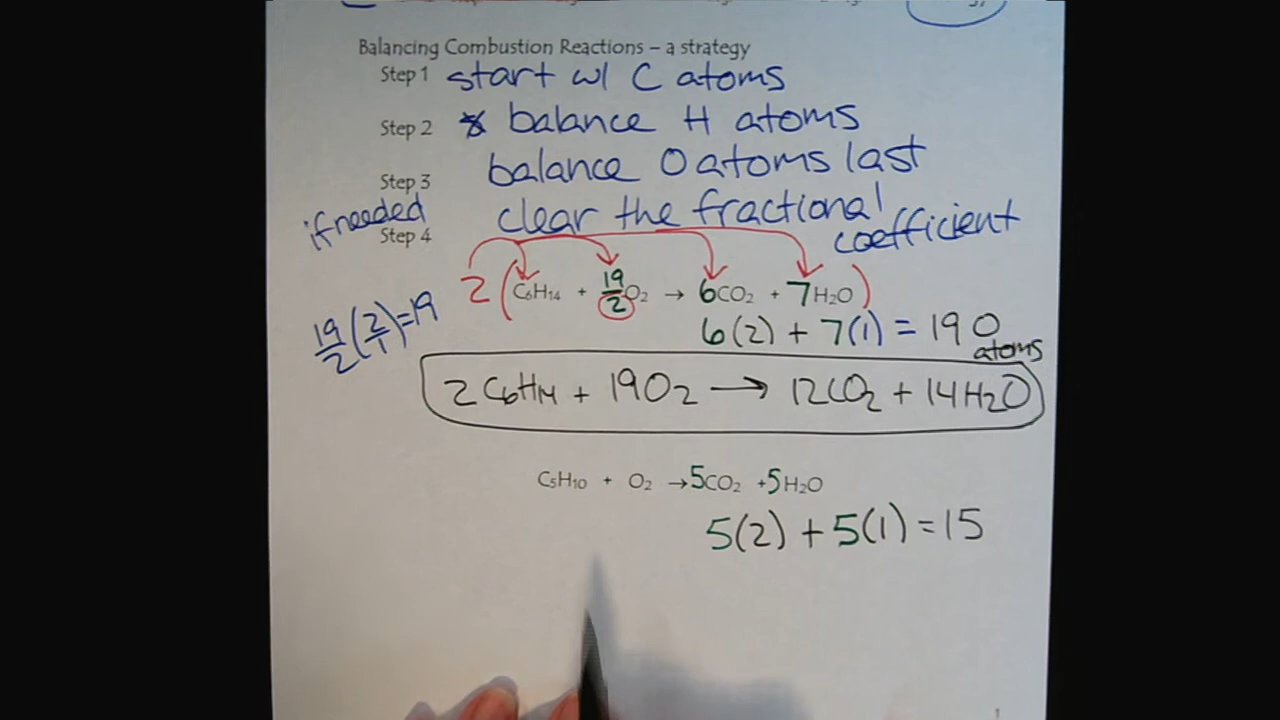 Balancing Combustion Reactions – a strategy
Step 1 start w/ C atoms
Step 2 balance H atoms
Step 3 balance O atoms last
if needed
Step 4 clear the fractional coefficient
2 (C6H14 + 19/2 O2 → 6CO2 + 7H2O)
19/2 (2/1) = 19
6(2) + 7(1) = 19 O atoms
2C6H14 + 19O2 → 12CO2 + 14H2O
C5H10 + O2 → 5CO2 + 5H2O
5(2) + 5(1) = 15
1